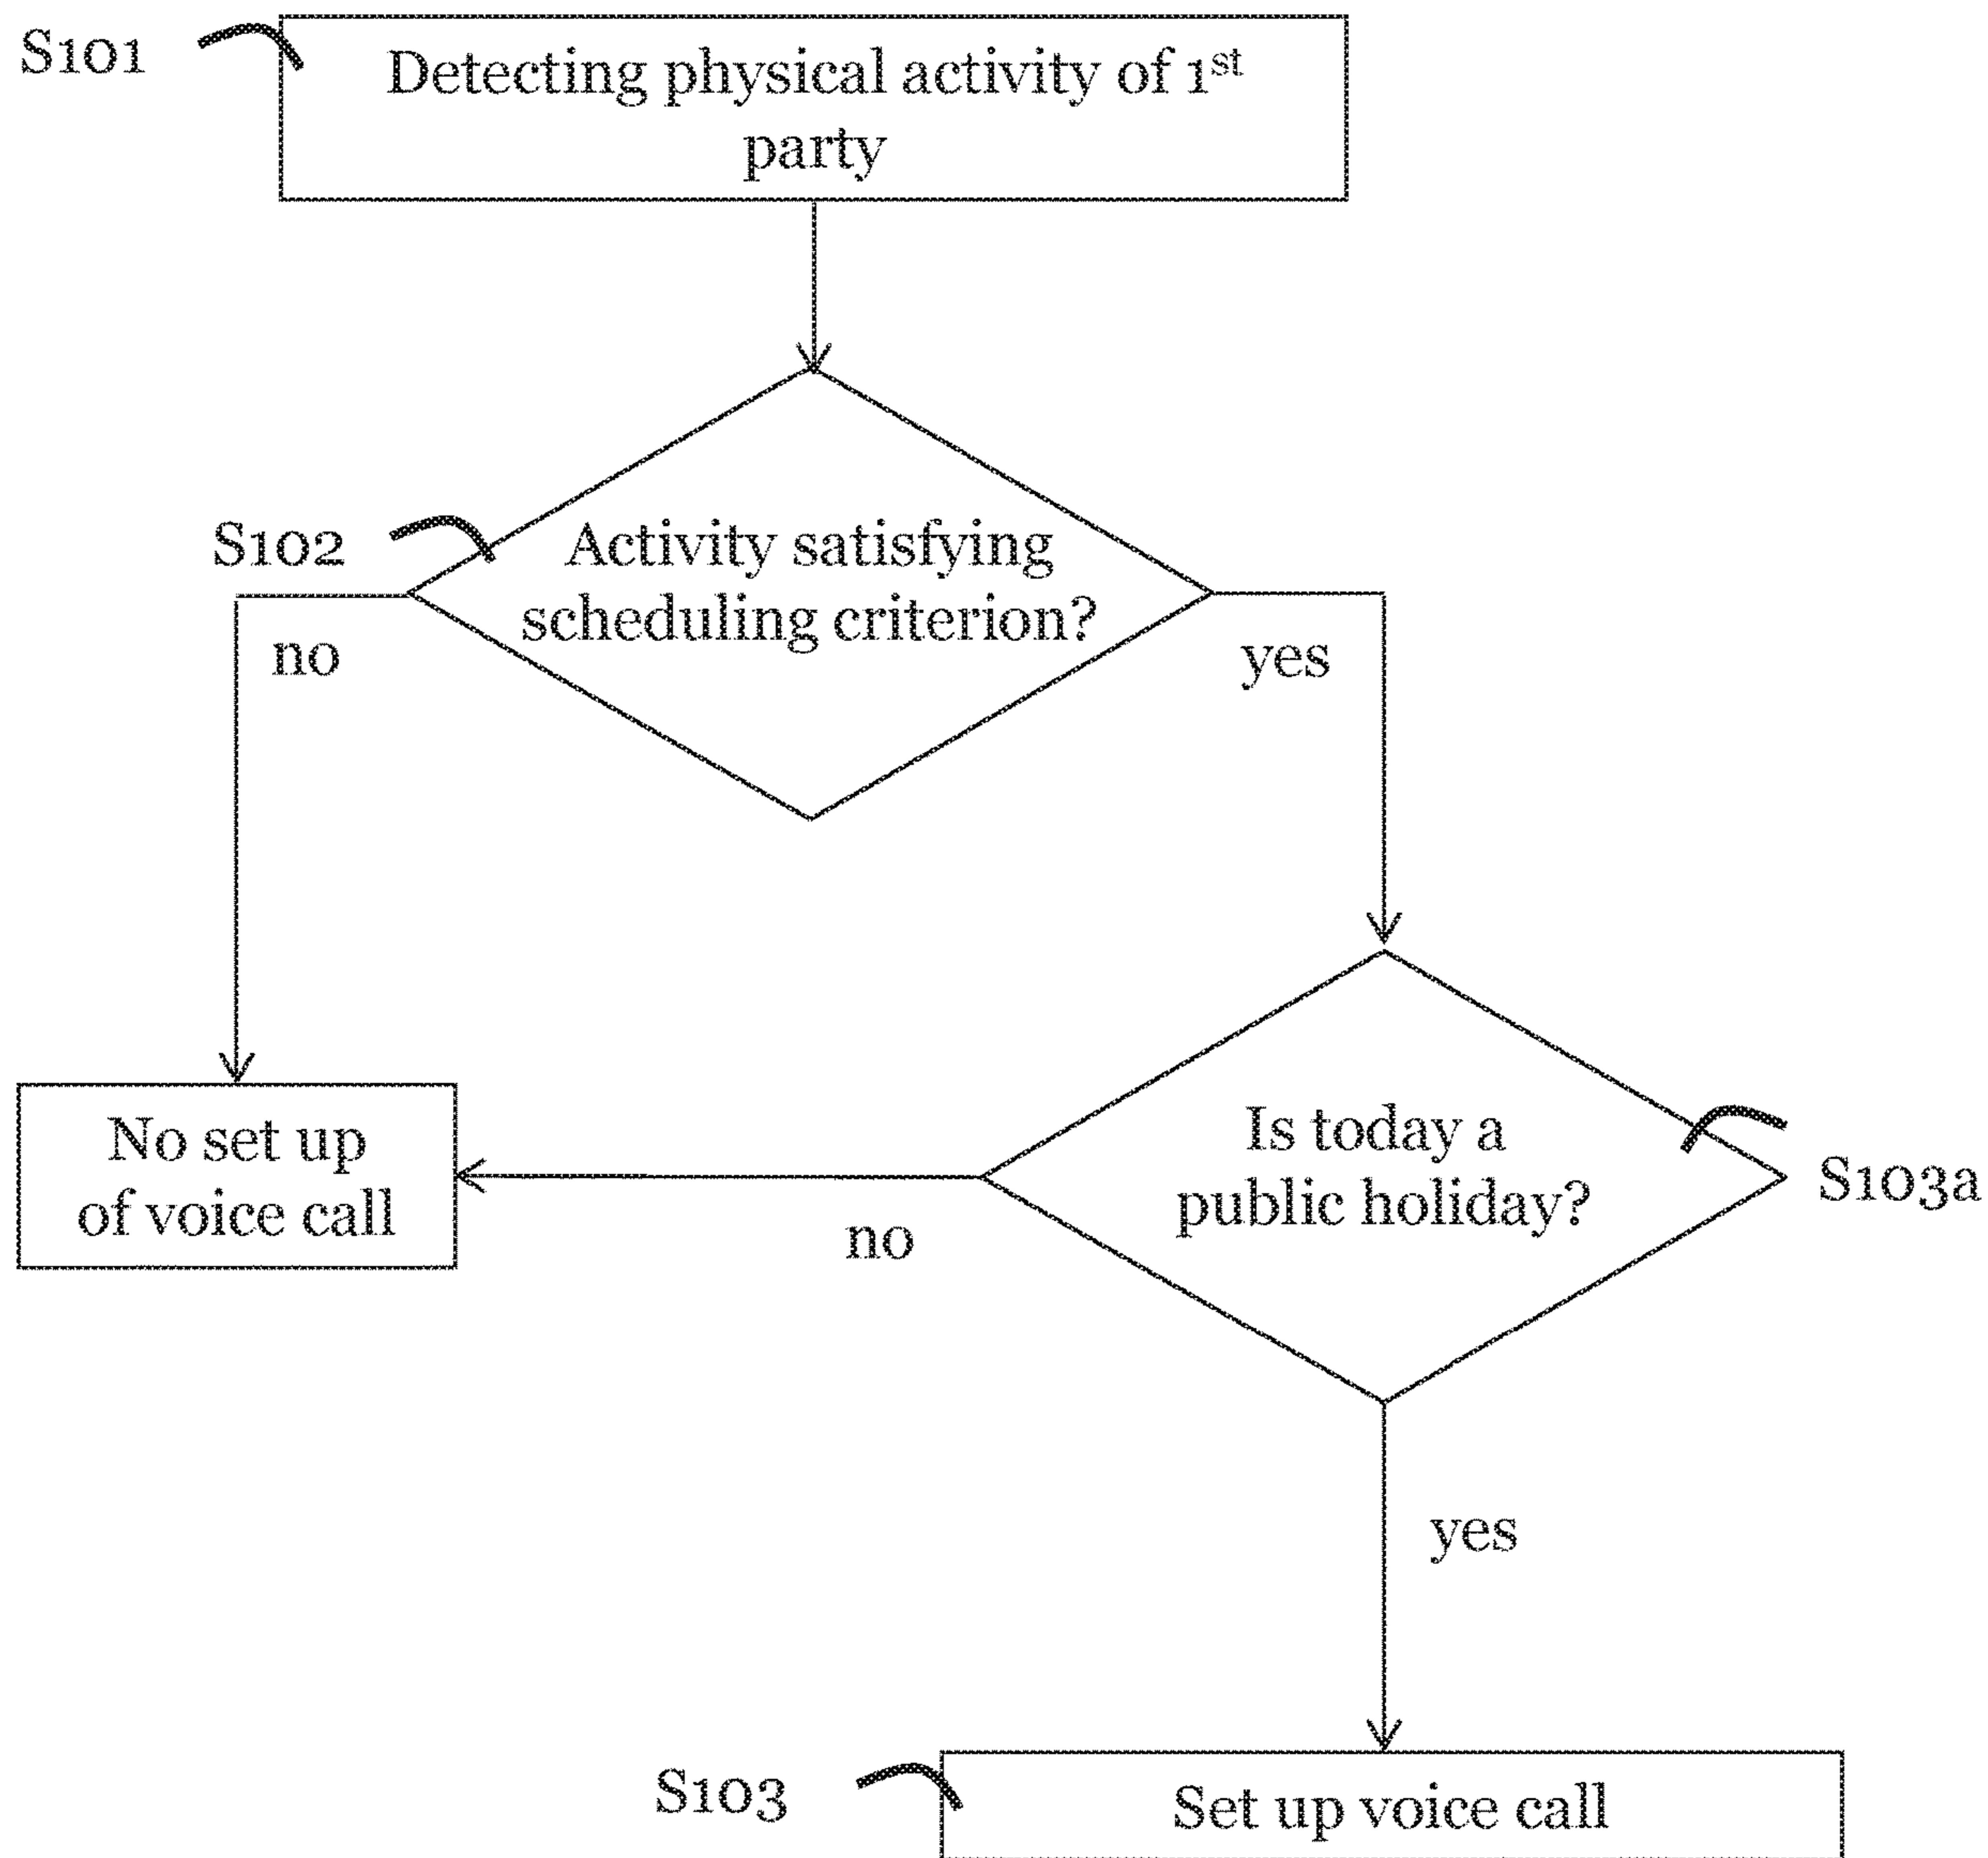 S101
Detecting physical activity of 1st
party
S102
Activity satisfying
scheduling criterion?
no
yes
No set up
of voice call
Is today a
public holiday?
S103a
no
yes
S103
Set up voice call